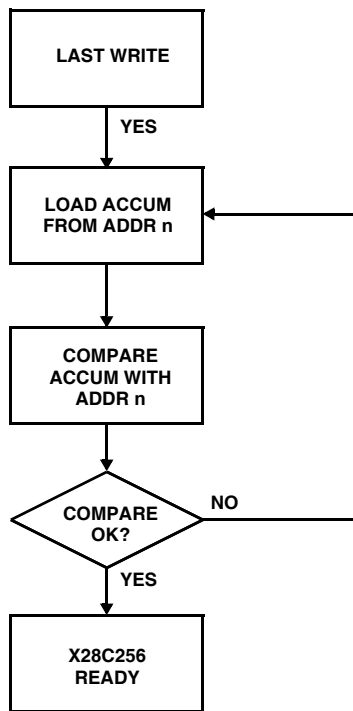 LAST WRITE
YES
LOAD ACCUM
FROM ADDR n
COMPARE
ACCUM WITH
ADDR n
COMPARE
OK?
NO
YES
X28C256
READY